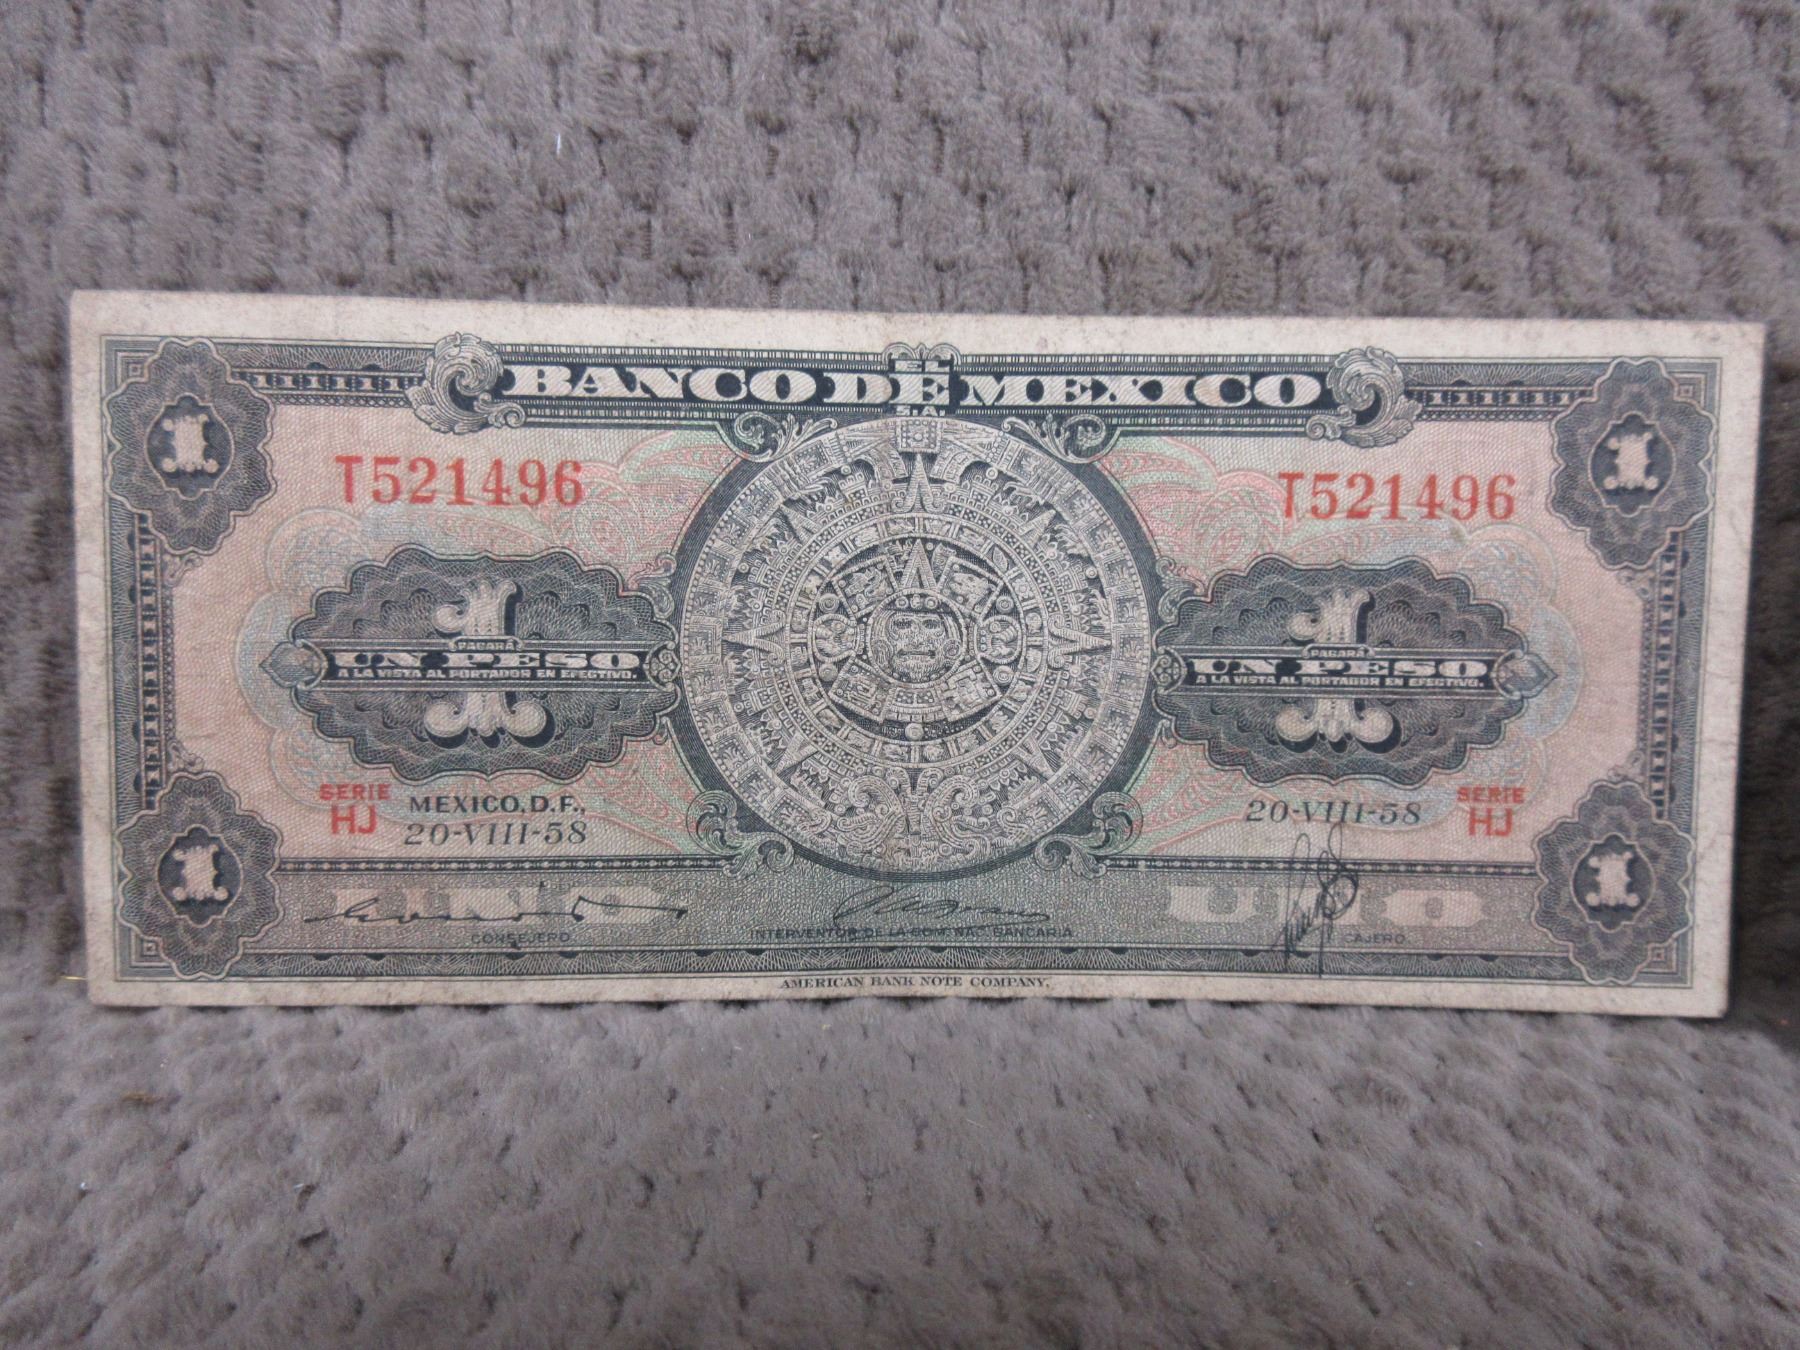 EL
BANCO DE MEXICO
S.A.
1 1
T521496 T521496
1 1
PAGARÁ PAGARÁ
UN PESO UN PESO
A LA VISTA AL PORTADOR EN EFECTIVO. A LA VISTA AL PORTADOR EN EFECTIVO.
SERIE HJ MEXICO, D.F., 20-VIII-58 20-VIII-58 SERIE HJ
1 1
UNO UNO
CONSEJERO INTERVENTOR DE LA COM. NAC. BANCARIA CAJERO
AMERICAN BANK NOTE COMPANY.